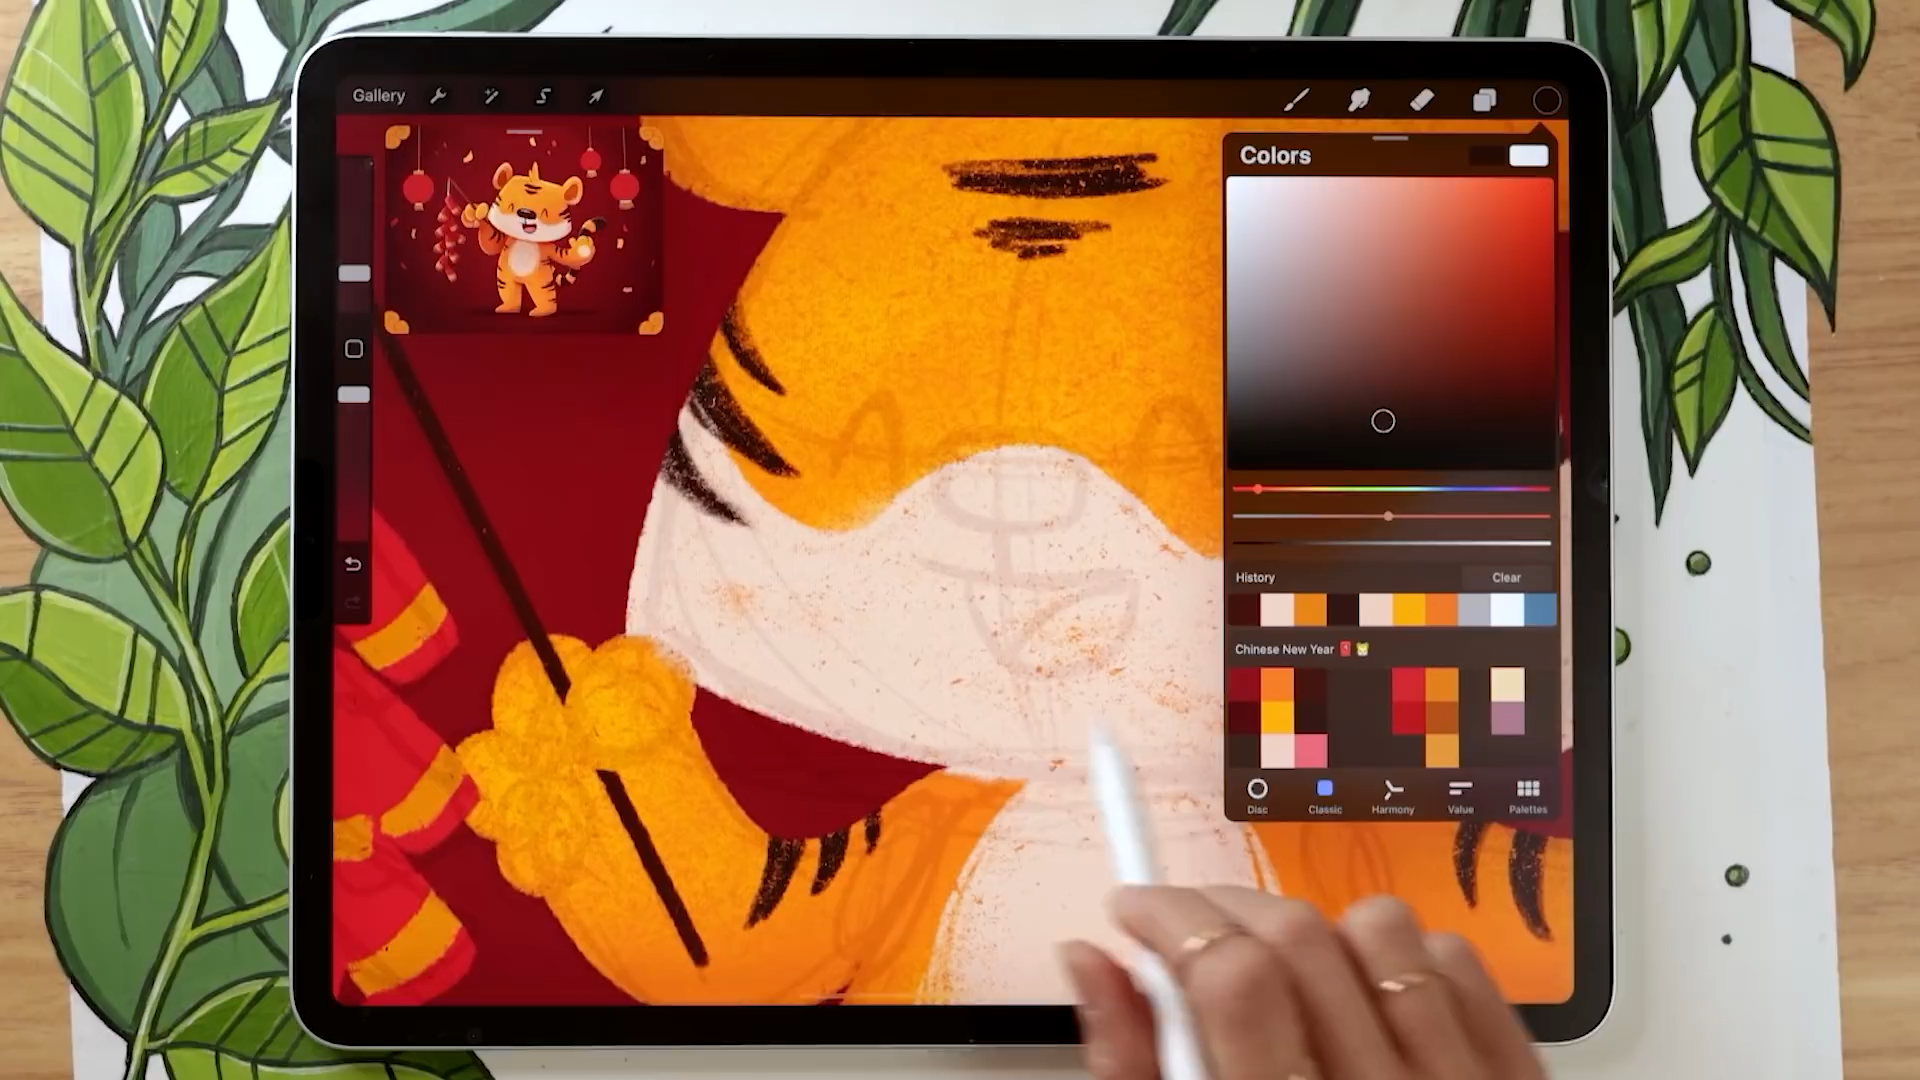 Gallery
Colors
History
Clear
Chinese New Year
Disc
Classic
Harmony
Value
Palettes